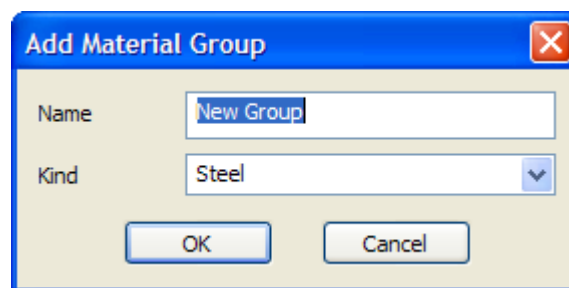 Add Material Group
Name New Group
Kind Steel
OK Cancel